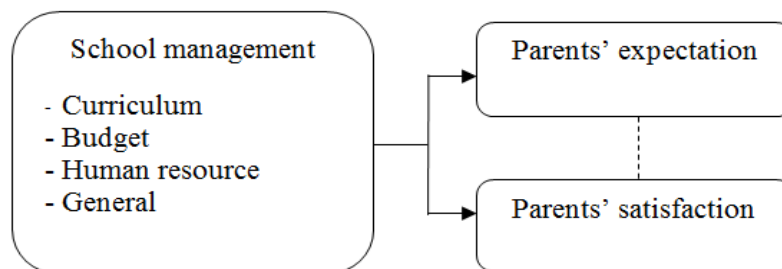 School management
- Curriculum
- Budget
- Human resource
- General
Parents’ expectation
Parents’ satisfaction